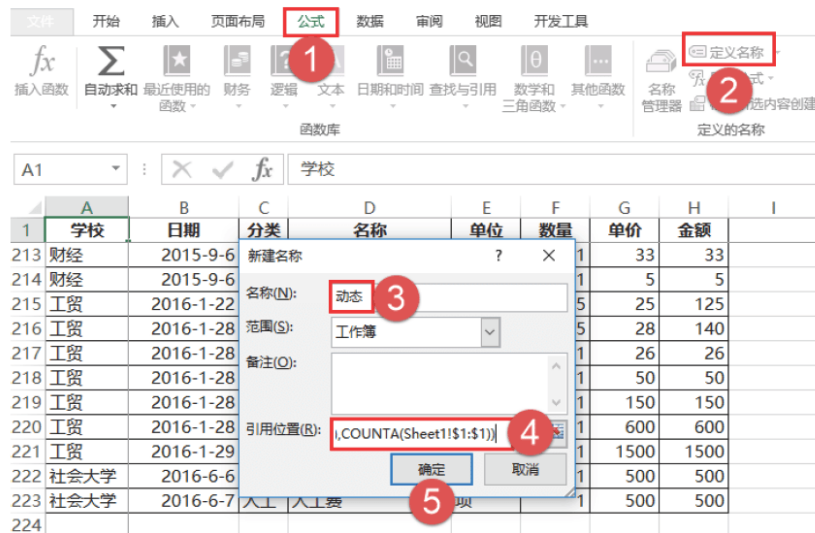 文件 开始 插入 页面布局 公式 数据 审阅 视图 开发工具
1
fx Σ ? A θ ... 定义名称
插入函数 自动求和 最近使用的 财务 逻辑 文本 日期和时间 查找与引用 数学和 其他函数 名称 2 式
函数 三角函数 管理器 选内容创建
函数库 定义的名称
A1 fx 学校
A B C D E F G H I
1 学校 日期 分类 名称 单位 数量 单价 金额
213 财经 2015-9-6 1 33 33
214 财经 2015-9-6 1 5 5
215 工贸 2016-1-22 5 25 125
216 工贸 2016-1-28 5 28 140
217 工贸 2016-1-28 1 26 26
218 工贸 2016-1-28 1 50 50
219 工贸 2016-1-28 1 150 150
220 工贸 2016-1-28 1 600 600
221 工贸 2016-1-29 1 1500 1500
222 社会大学 2016-6-6 1 500 500
223 社会大学 2016-6-7 人工 人工费 项 1 500 500
224
新建名称 ? ×
名称(N): 动态 3
范围(S): 工作簿
备注(O):
引用位置(R): ),COUNTA(Sheet1!$1:$1)) 4
确定 取消
5